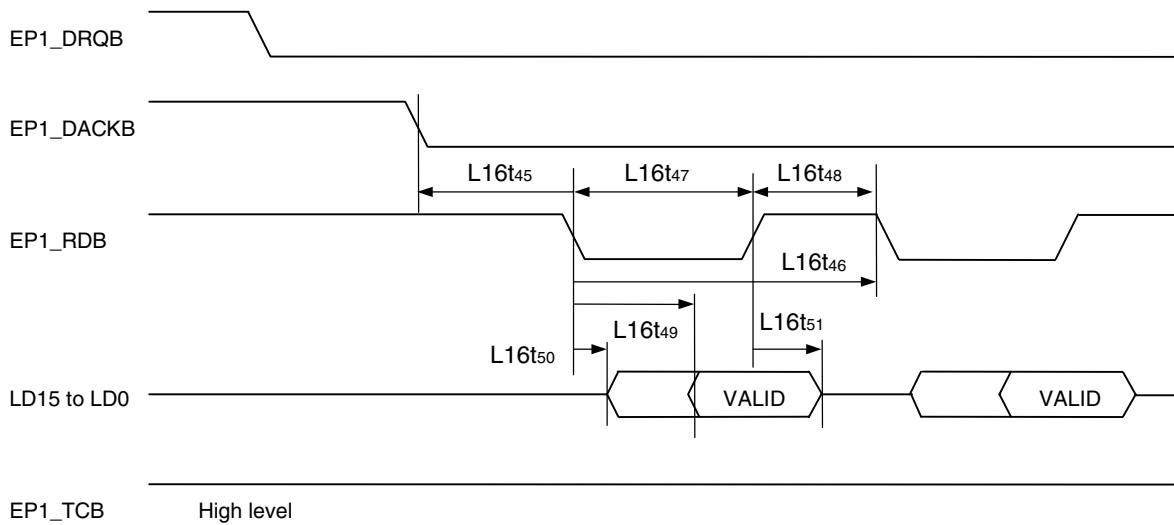 EP1_DRQB
EP1_DACKB
L16t45 L16t47 L16t48
EP1_RDB
L16t46
L16t49 L16t51
L16t50
LD15 to LD0 VALID VALID
EP1_TCB High level